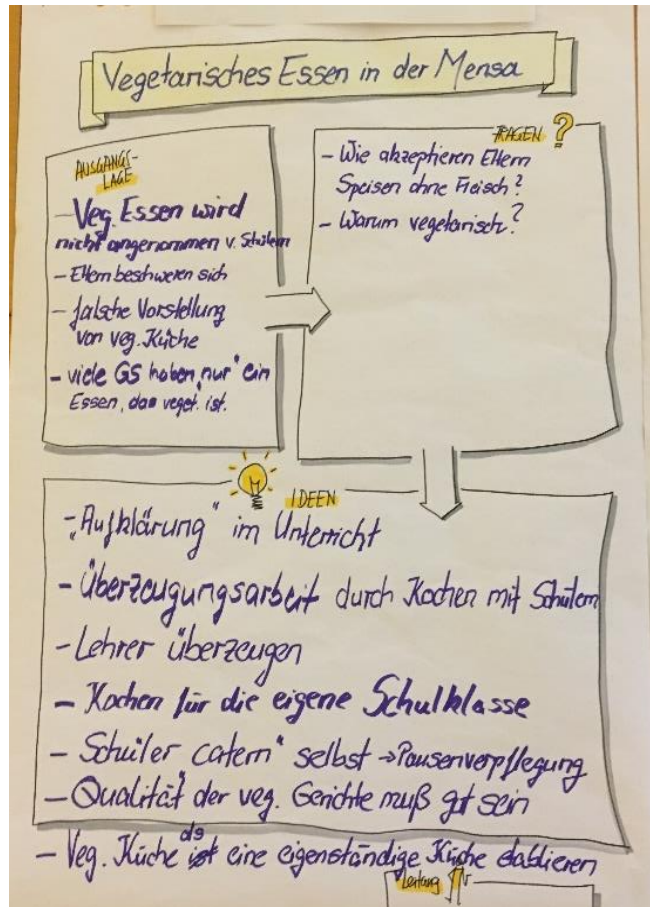 Vegetarisches Essen in der Mensa
AUSGANGS-
LAGE
- Veg. Essen wird
nicht angenommen v. Schülern
- Eltern beschweren sich
- falsche Vorstellung
von veg. Küche
- viele GS haben „nur" ein
Essen, das veget. ist.
FRAGEN ?
- Wie akzeptieren Eltern
Speisen ohne Fleisch?
- Warum vegetarisch?
IDEEN
- „Aufklärung" im Unterricht
- Überzeugungsarbeit durch Kochen mit Schülern
- Lehrer überzeugen
- Kochen für die eigene Schulklasse
- Schüler „catern" selbst → Pausenverpflegung
- Qualität der veg. Gerichte muß gut sein
- Veg. Küche als eine eigenständige Küche etablieren
Leitung